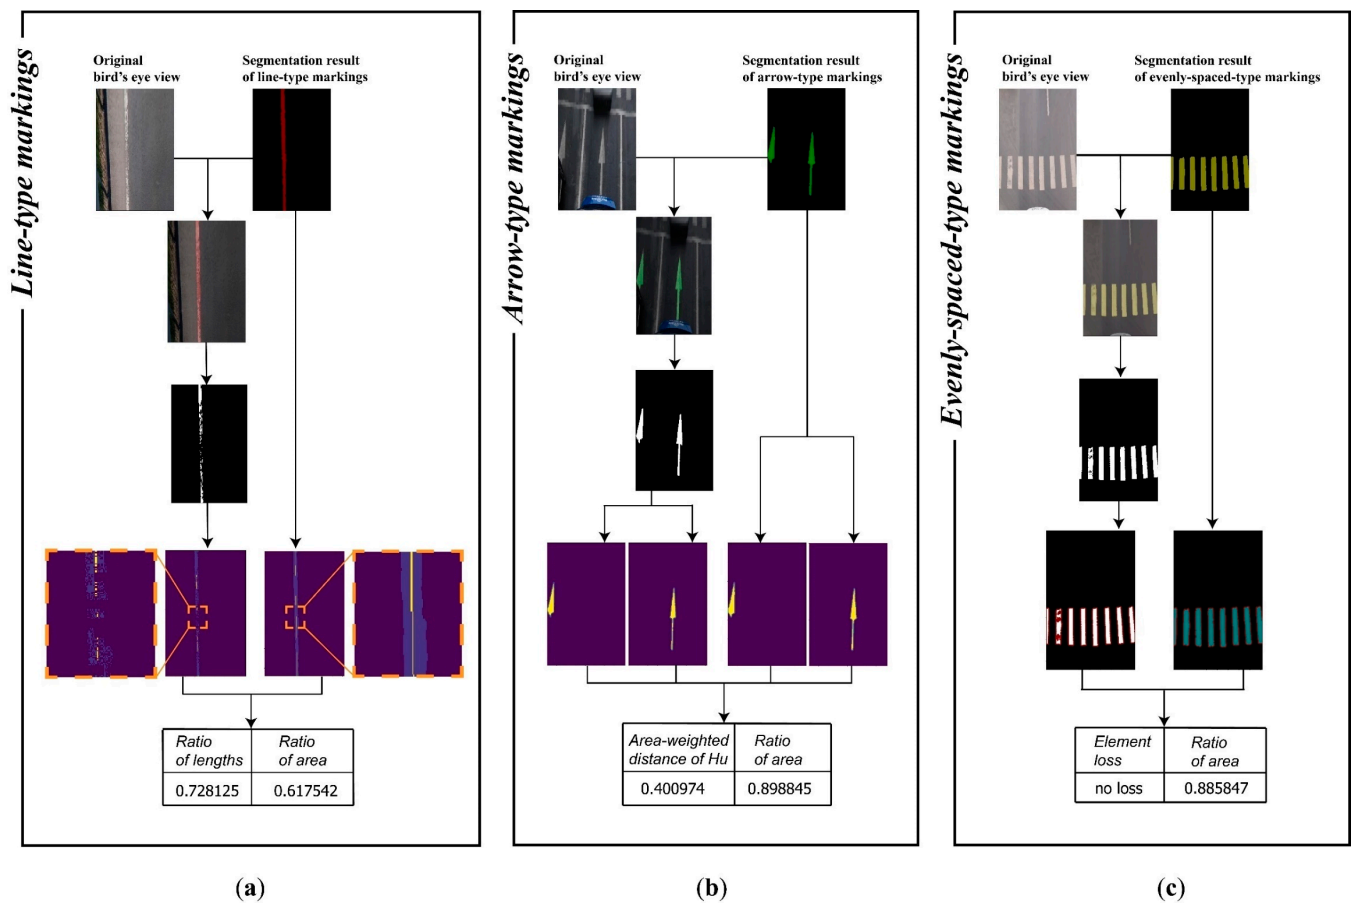 Line-type markings
Original
bird's eye view
Segmentation result
of line-type markings
Ratio
of lengths
Ratio
of area
0.728125
0.617542
(a)
Arrow-type markings
Original
bird's eye view
Segmentation result
of arrow-type markings
Area-weighted
distance of Hu
Ratio
of area
0.400974
0.898845
(b)
Evenly-spaced-type markings
Original
bird's eye view
Segmentation result
of evenly-spaced-type markings
Element
loss
Ratio
of area
no loss
0.885847
(c)